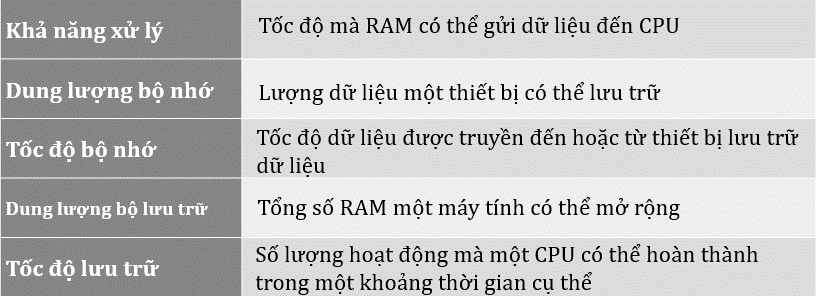 Khả năng xử lý
Tốc độ mà RAM có thể gửi dữ liệu đến CPU
Dung lượng bộ nhớ
Lượng dữ liệu một thiết bị có thể lưu trữ
Tốc độ bộ nhớ
Tốc độ dữ liệu được truyền đến hoặc từ thiết bị lưu trữ
dữ liệu
Dung lượng bộ lưu trữ
Tổng số RAM một máy tính có thể mở rộng
Tốc độ lưu trữ
Số lượng hoạt động mà một CPU có thể hoàn thành
trong một khoảng thời gian cụ thể